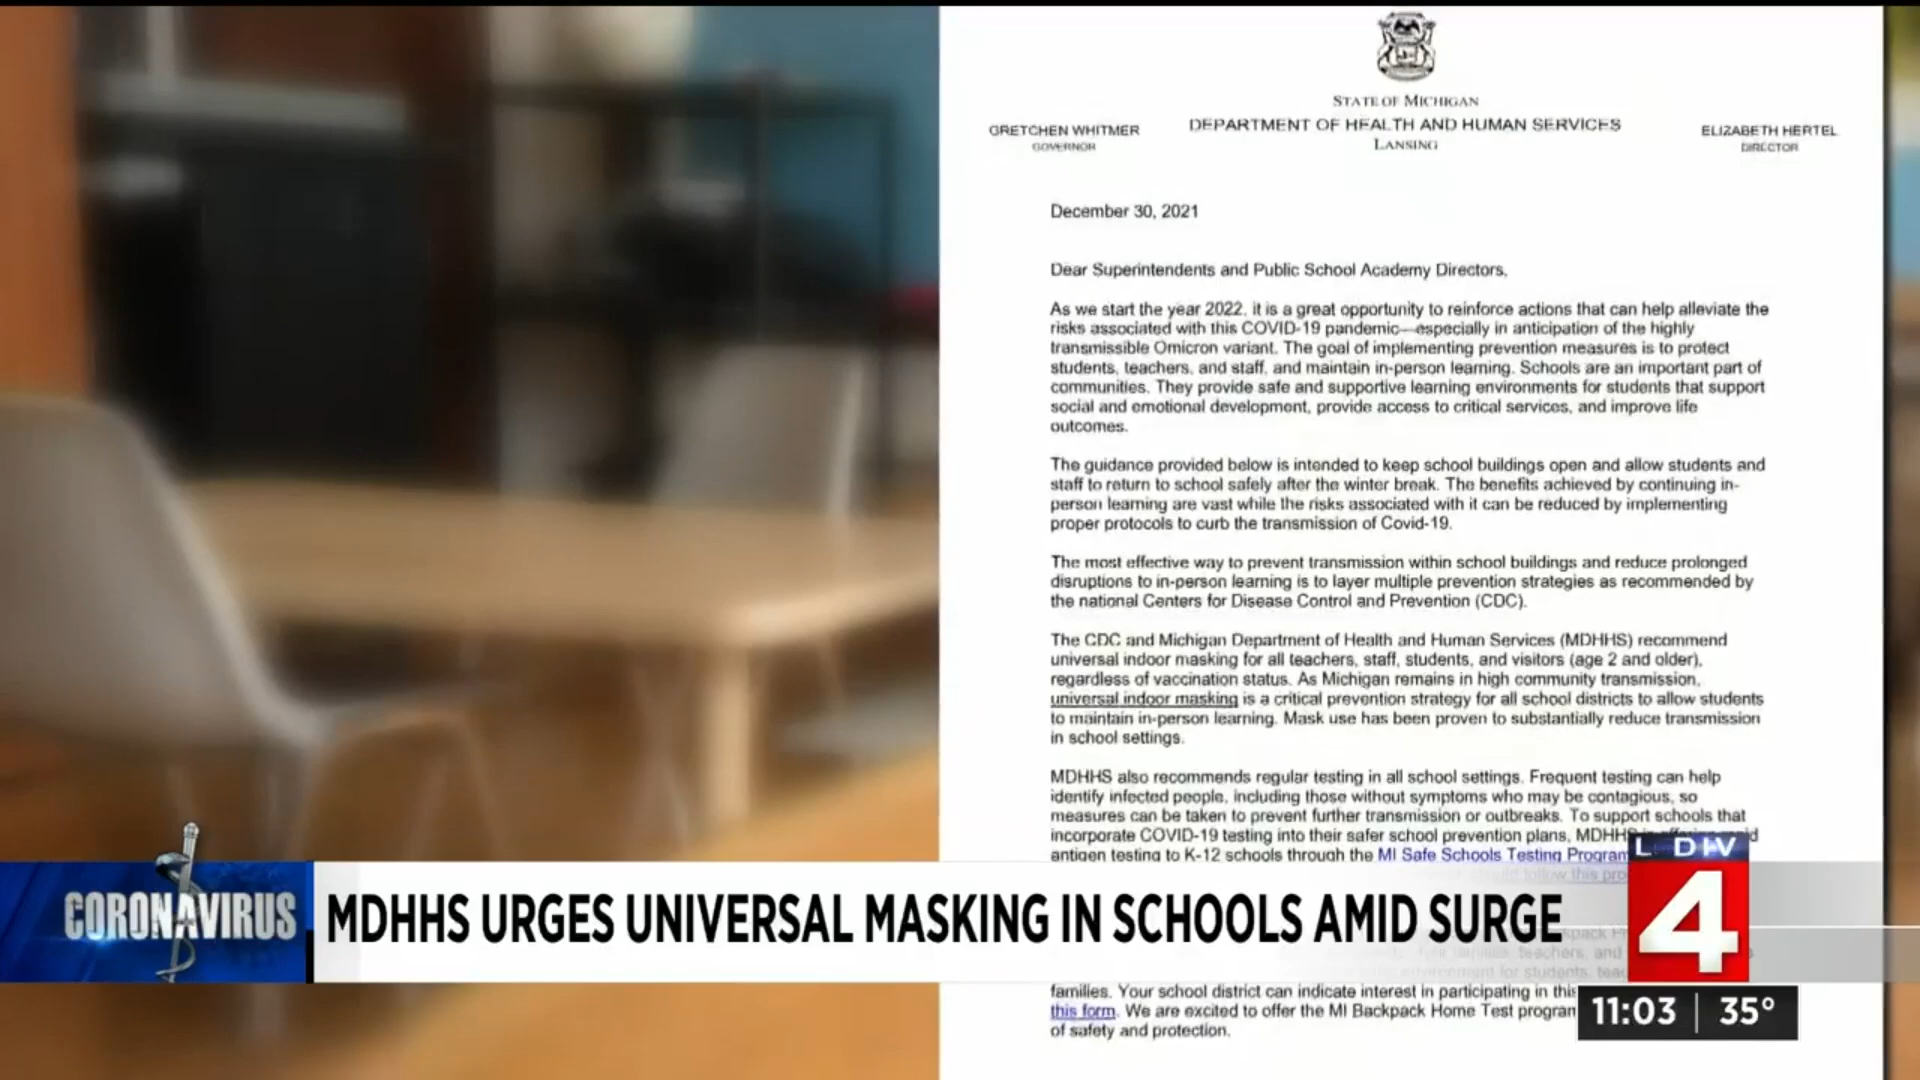 STATE OF MICHIGAN
GRETCHEN WHITMER
GOVERNOR
DEPARTMENT OF HEALTH AND HUMAN SERVICES
LANSING
ELIZABETH HERTEL
DIRECTOR
December 30, 2021
Dear Superintendents and Public School Academy Directors,
As we start the year 2022, it is a great opportunity to reinforce actions that can help alleviate the
risks associated with this COVID-19 pandemic—especially in anticipation of the highly
transmissible Omicron variant. The goal of implementing prevention measures is to protect
students, teachers, and staff, and maintain in-person learning. Schools are an important part of
communities. They provide safe and supportive learning environments for students that support
social and emotional development, provide access to critical services, and improve life
outcomes.
The guidance provided below is intended to keep school buildings open and allow students and
staff to return to school safely after the winter break. The benefits achieved by continuing in-
person learning are vast while the risks associated with it can be reduced by implementing
proper protocols to curb the transmission of Covid-19.
The most effective way to prevent transmission within school buildings and reduce prolonged
disruptions to in-person learning is to layer multiple prevention strategies as recommended by
the national Centers for Disease Control and Prevention (CDC).
The CDC and Michigan Department of Health and Human Services (MDHHS) recommend
universal indoor masking for all teachers, staff, students, and visitors (age 2 and older),
regardless of vaccination status. As Michigan remains in high community transmission,
universal indoor masking is a critical prevention strategy for all school districts to allow students
to maintain in-person learning. Mask use has been proven to substantially reduce transmission
in school settings.
MDHHS also recommends regular testing in all school settings. Frequent testing can help
identify infected people, including those without symptoms who may be contagious, so
measures can be taken to prevent further transmission or outbreaks. To support schools that
incorporate COVID-19 testing into their safer school prevention plans, MDHHS
antigen testing to K-12 schools through the MI Safe Schools Testing Program
follow this
CORONAVIRUS
MDHHS URGES UNIVERSAL MASKING IN SCHOOLS AMID SURGE
4
teachers, and
for students,
families. Your school district can indicate interest in participating in this
this form. We are excited to offer the MI Backpack Home Test program
of safety and protection.
11:03 35°